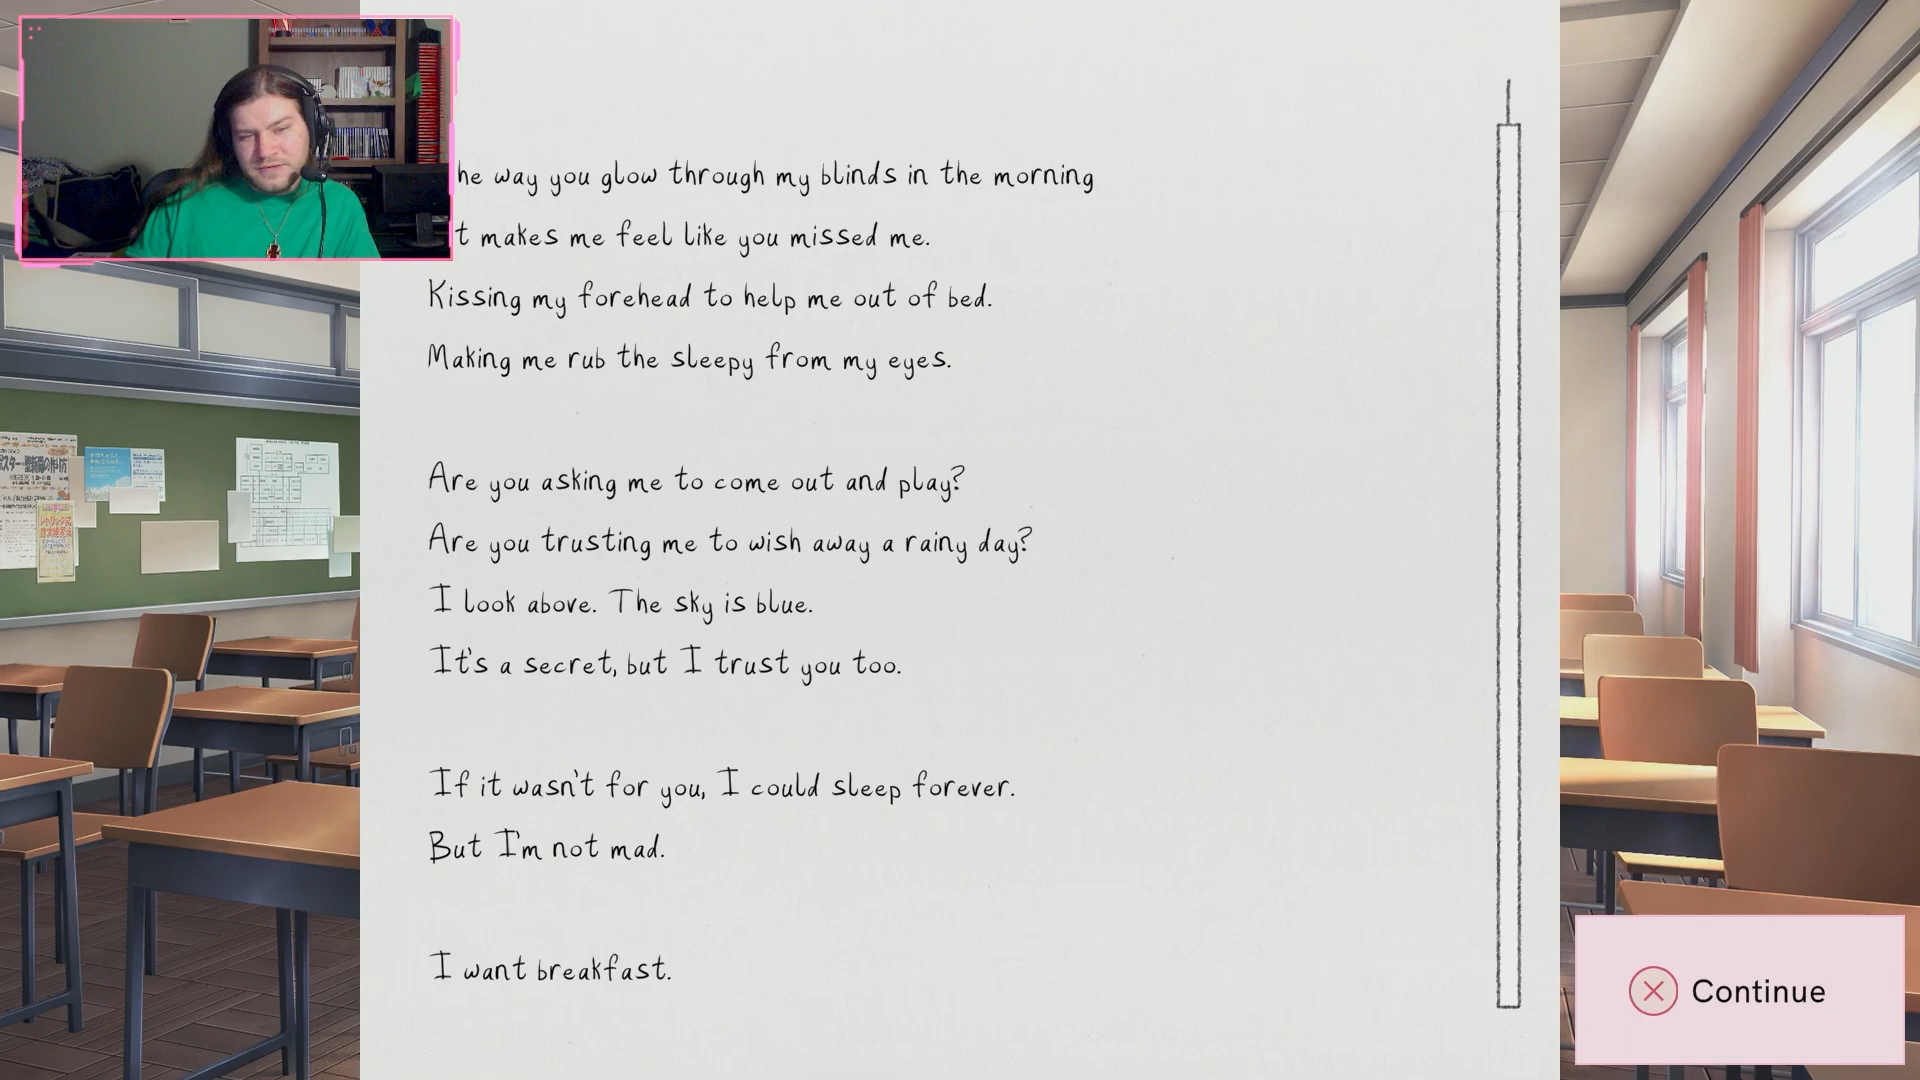 he way you glow through my blinds in the morning
t makes me feel like you missed me.
Kissing my forehead to help me out of bed.
Making me rub the sleepy from my eyes.
Are you asking me to come out and play?
Are you trusting me to wish away a rainy day?
I look above. The sky is blue.
It's a secret, but I trust you too.
If it wasn't for you, I could sleep forever.
But I'm not mad.
I want breakfast.
Continue